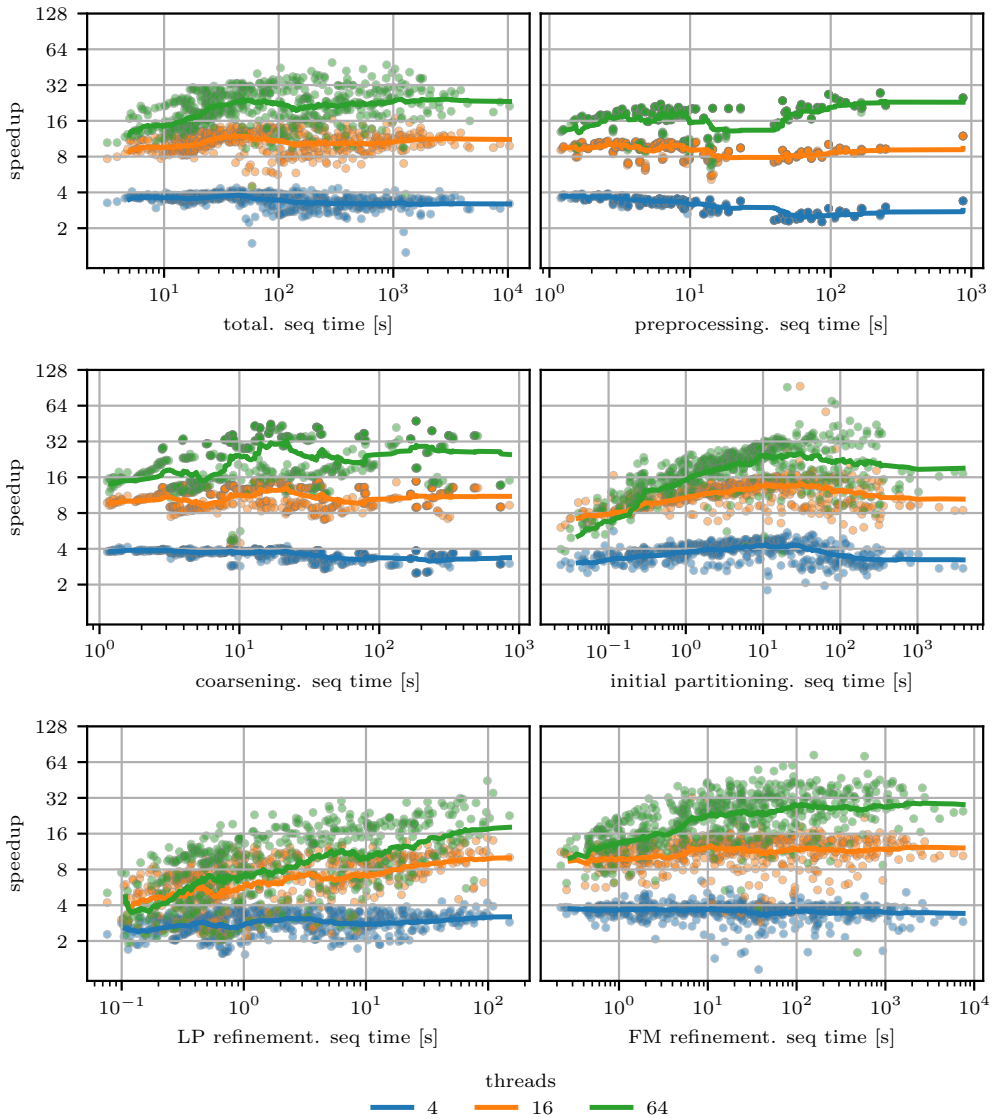 128
64
32
16
8
4
2
speedup
10^1 10^2 10^3 10^4
total. seq time [s]
10^0 10^1 10^2 10^3
preprocessing. seq time [s]
128
64
32
16
8
4
2
speedup
10^0 10^1 10^2 10^3
coarsening. seq time [s]
10^−1 10^0 10^1 10^2 10^3
initial partitioning. seq time [s]
128
64
32
16
8
4
2
speedup
10^−1 10^0 10^1 10^2
LP refinement. seq time [s]
10^0 10^1 10^2 10^3 10^4
FM refinement. seq time [s]
threads
4 16 64